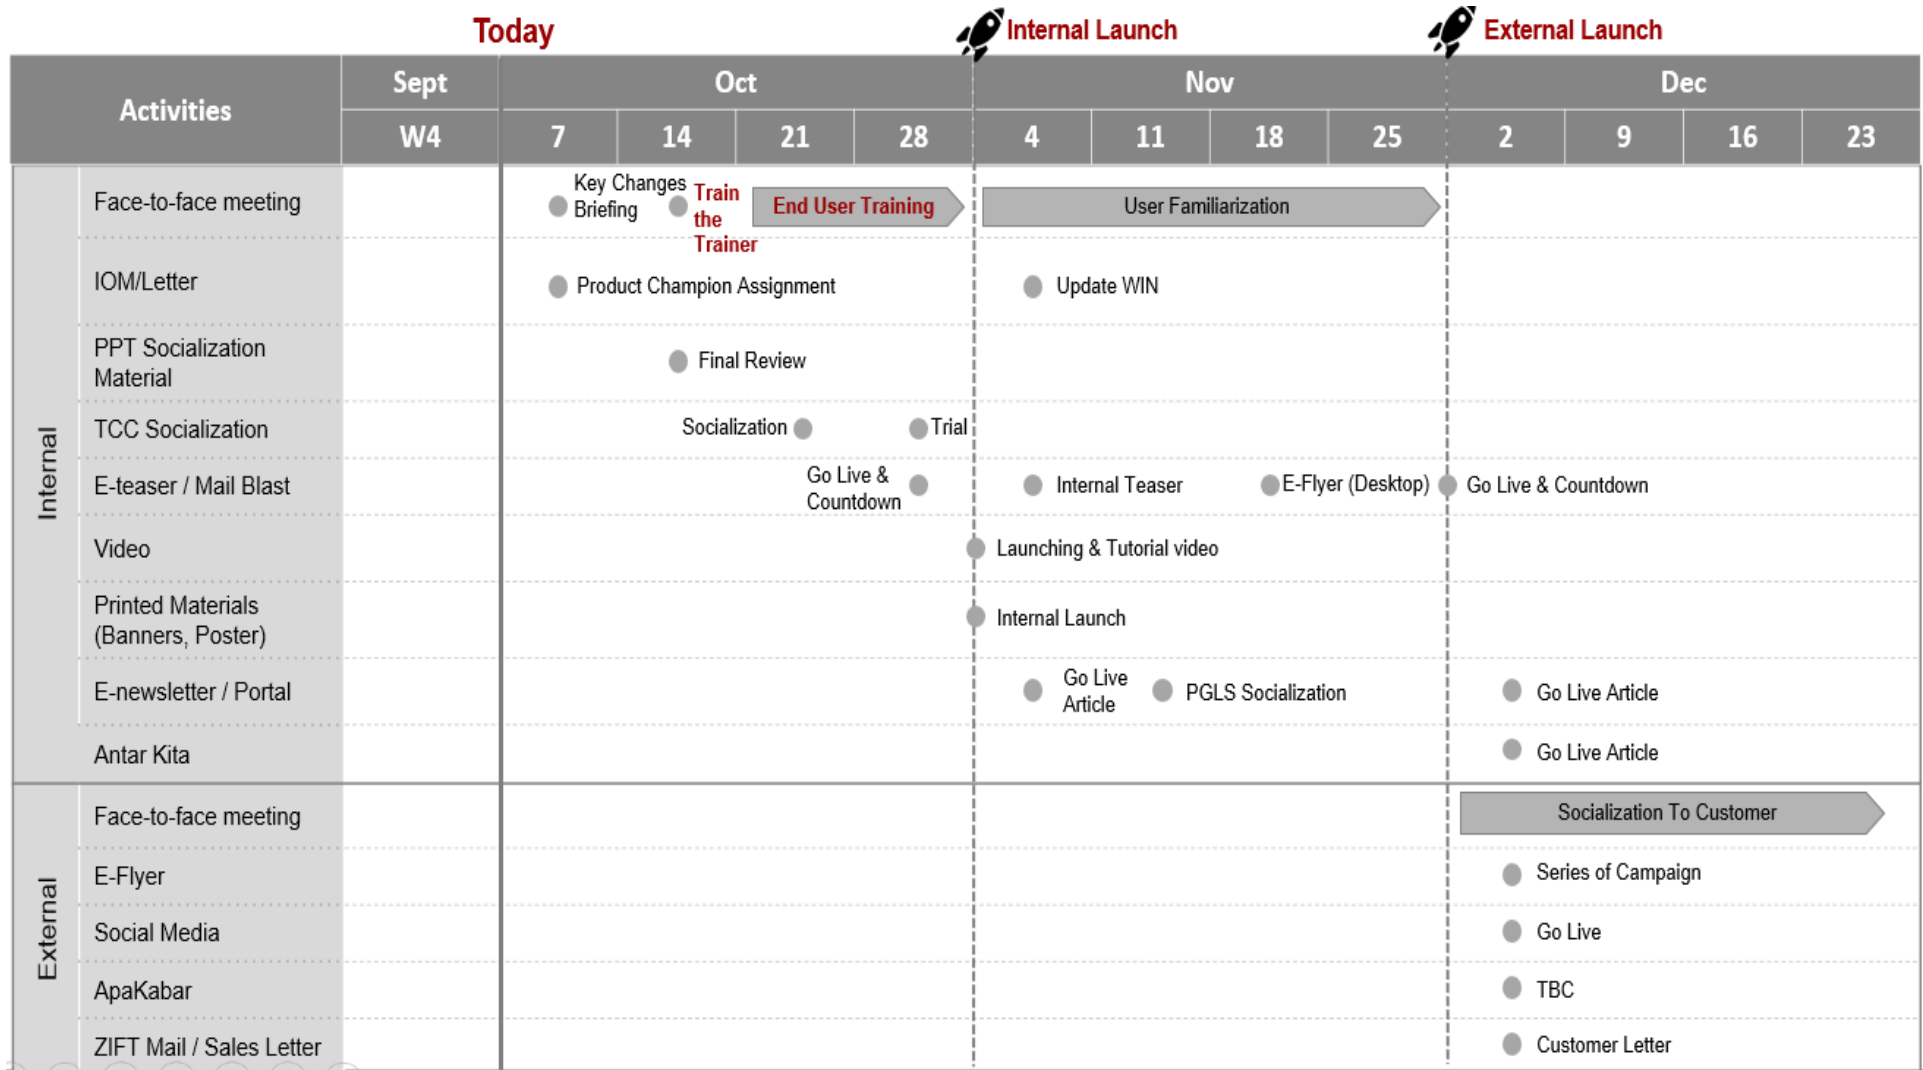 Today
Internal Launch
External Launch
Activities
Sept
Oct
Nov
Dec
W4
7
14
21
28
4
11
18
25
2
9
16
23
Internal
Face-to-face meeting
Key Changes
Briefing
Train
the
Trainer
End User Training
User Familiarization
IOM/Letter
Product Champion Assignment
Update WIN
PPT Socialization
Material
Final Review
TCC Socialization
Socialization
Trial
E-teaser / Mail Blast
Go Live &
Countdown
Internal Teaser
E-Flyer (Desktop)
Go Live & Countdown
Video
Launching & Tutorial video
Printed Materials
(Banners, Poster)
Internal Launch
E-newsletter / Portal
Go Live
Article
PGLS Socialization
Go Live Article
Antar Kita
Go Live Article
External
Face-to-face meeting
Socialization To Customer
E-Flyer
Series of Campaign
Social Media
Go Live
ApaKabar
TBC
ZIFT Mail / Sales Letter
Customer Letter